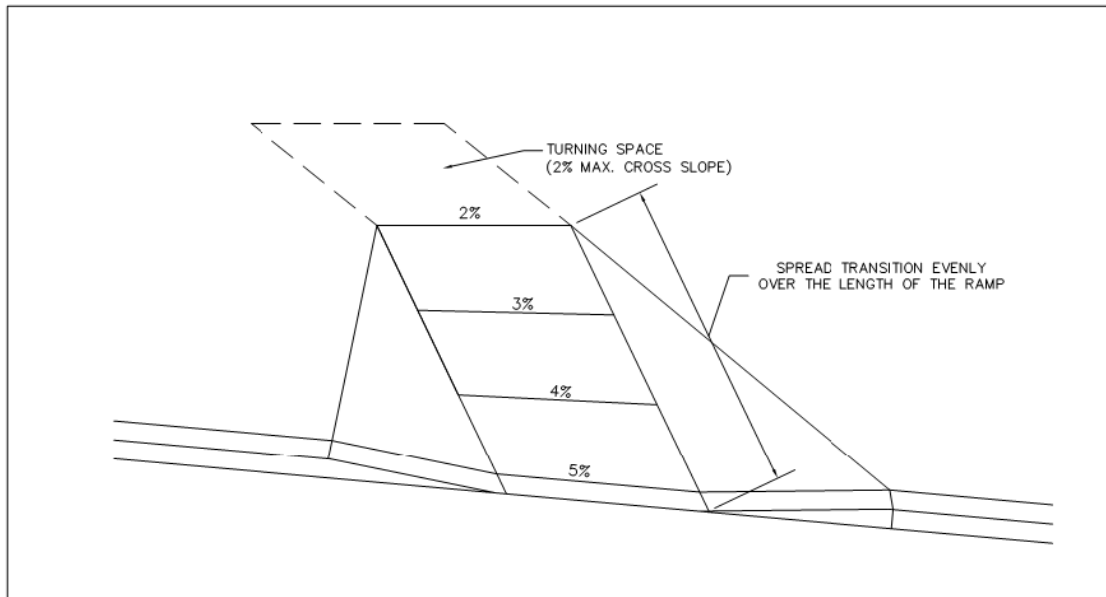 TURNING SPACE
(2% MAX. CROSS SLOPE)
2%
SPREAD TRANSITION EVENLY
OVER THE LENGTH OF THE RAMP
3%
4%
5%